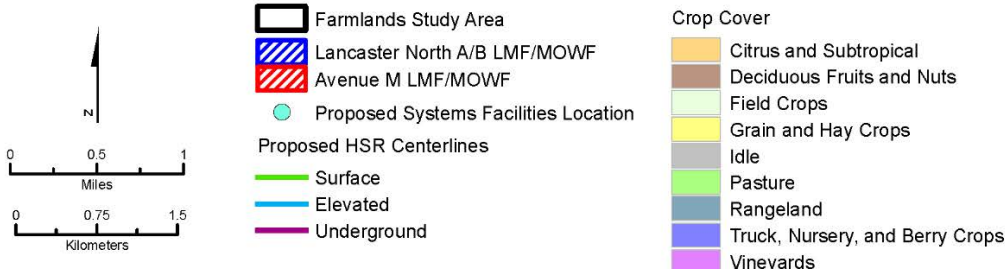 N
0 0.5 1
Miles
0 0.75 1.5
Kilometers
Farmlands Study Area
Lancaster North A/B LMF/MOWF
Avenue M LMF/MOWF
Proposed Systems Facilities Location
Proposed HSR Centerlines
Surface
Elevated
Underground
Crop Cover
Citrus and Subtropical
Deciduous Fruits and Nuts
Field Crops
Grain and Hay Crops
Idle
Pasture
Rangeland
Truck, Nursery, and Berry Crops
Vineyards